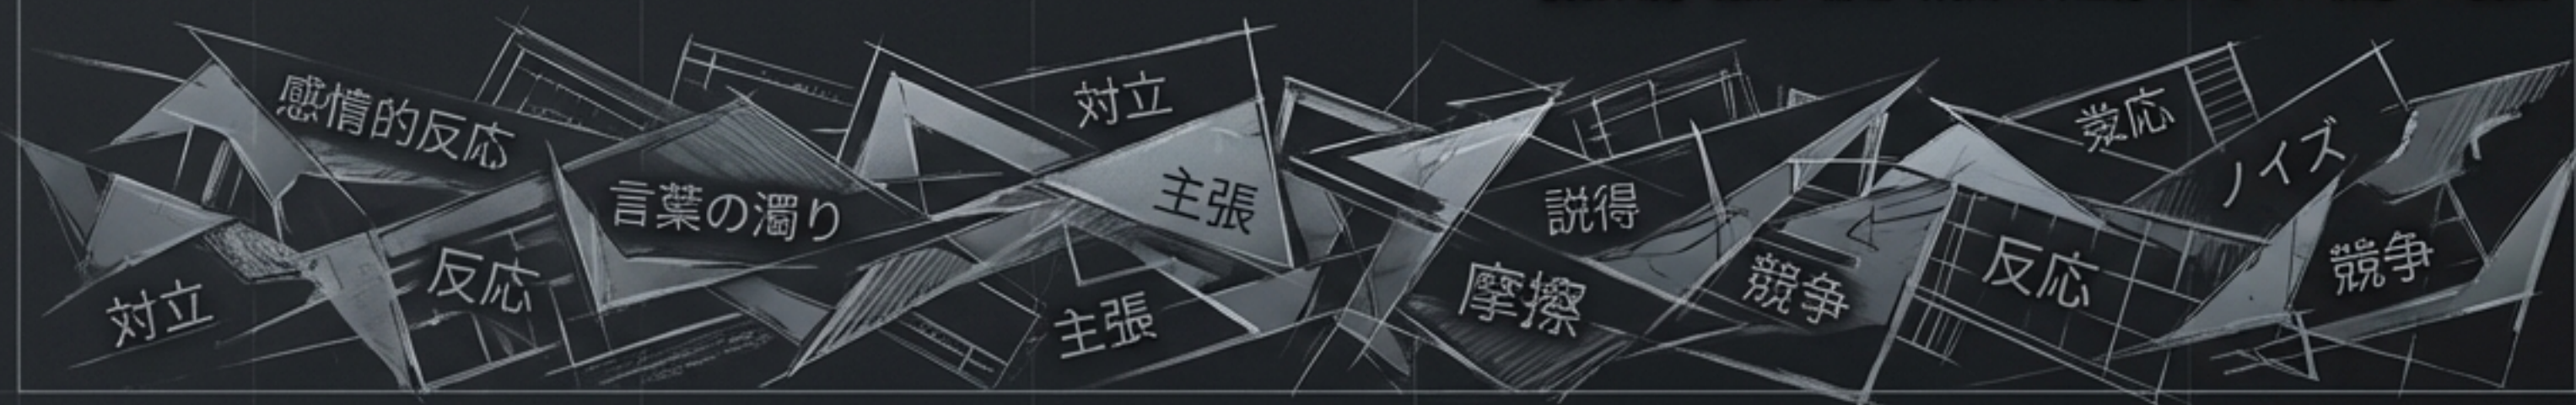 感情的反応
対立
反応
言葉の濁り
対立
主張
主張
説得
摩擦
競争
反応
ノイズ
競争